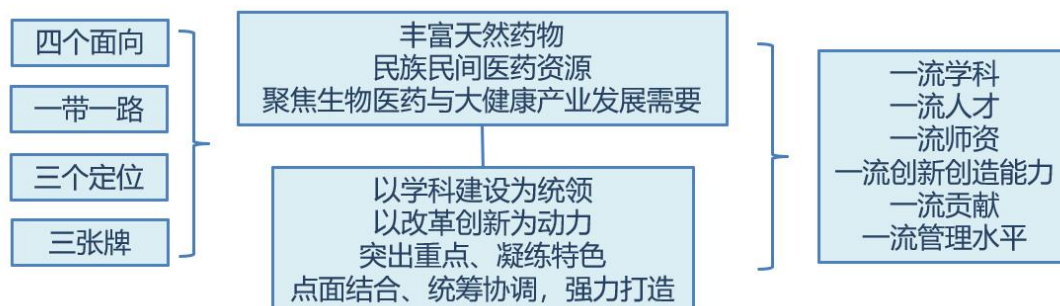 四个面向
一带一路
三个定位
三张牌
丰富天然药物
民族民间医药资源
聚焦生物医药与大健康产业发展需要
以学科建设为统领
以改革创新为动力
突出重点、凝练特色
点面结合、统筹协调，强力打造
一流学科
一流人才
一流师资
一流创新创造能力
一流贡献
一流管理水平